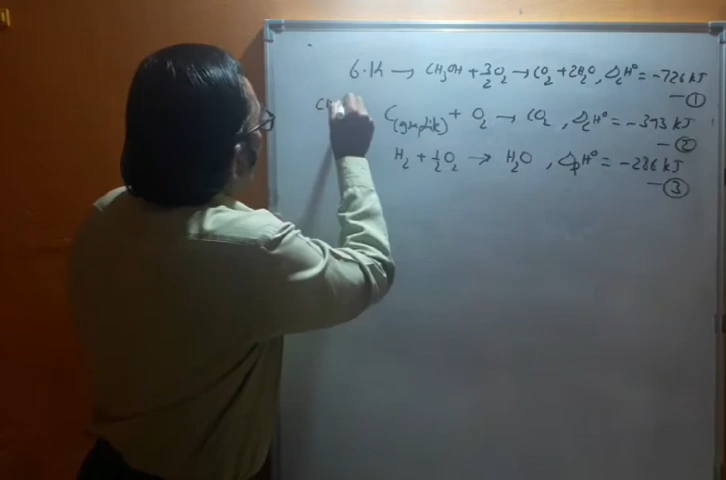 6.14 → CH₃OH + 3/2 O₂ → CO₂ + 2H₂O, ΔcH° = -726 kJ
—①
C(graphite) + O₂ → CO₂, ΔcH° = -393 kJ
—②
H₂ + 1/2 O₂ → H₂O, ΔfH° = -286 kJ
—③